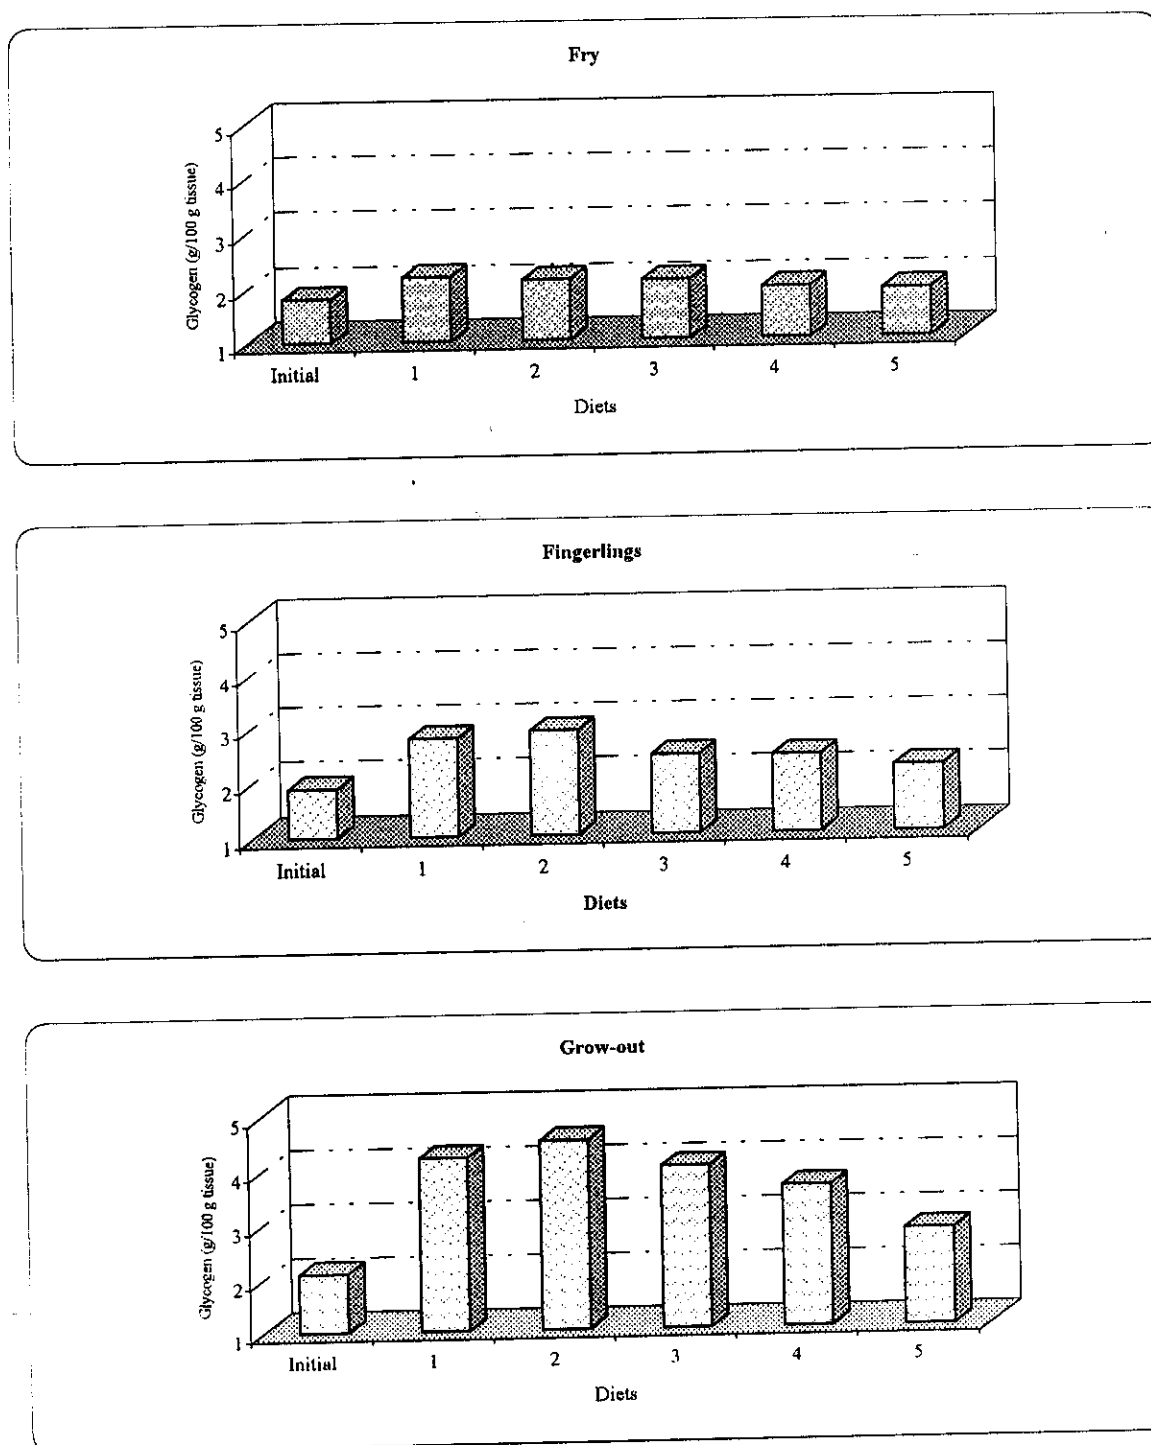 Fry
Glycogen (g/100 g tissue)
5
4
3
2
1
Initial 1 2 3 4 5
Diets
Fingerlings
Glycogen (g/100 g tissue)
5
4
3
2
1
Initial 1 2 3 4 5
Diets
Grow-out
Glycogen (g/100 g tissue)
5
4
3
2
1
Initial 1 2 3 4 5
Diets